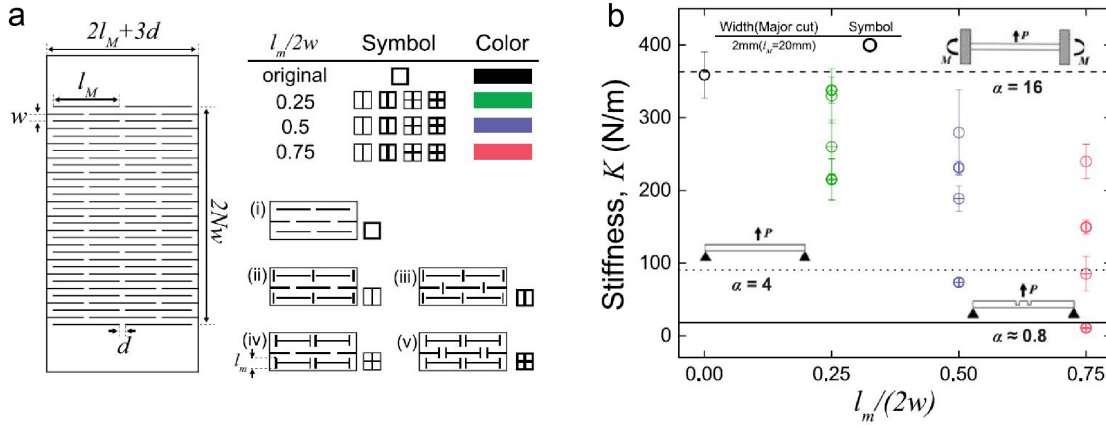 a
2l_M+3d
l_M
w
2Nw
d
l_m/2w Symbol Color
original
0.25
0.5
0.75
(i)
(ii)
(iii)
(iv)
(v)
l_m
b
Width(Major cut) Symbol
2mm(l_M=20mm)
P
M
M
α = 16
P
α = 4
P
α ≈ 0.8
Stiffness, K (N/m)
400
300
200
100
0
0.00 0.25 0.50 0.75
l_m/(2w)